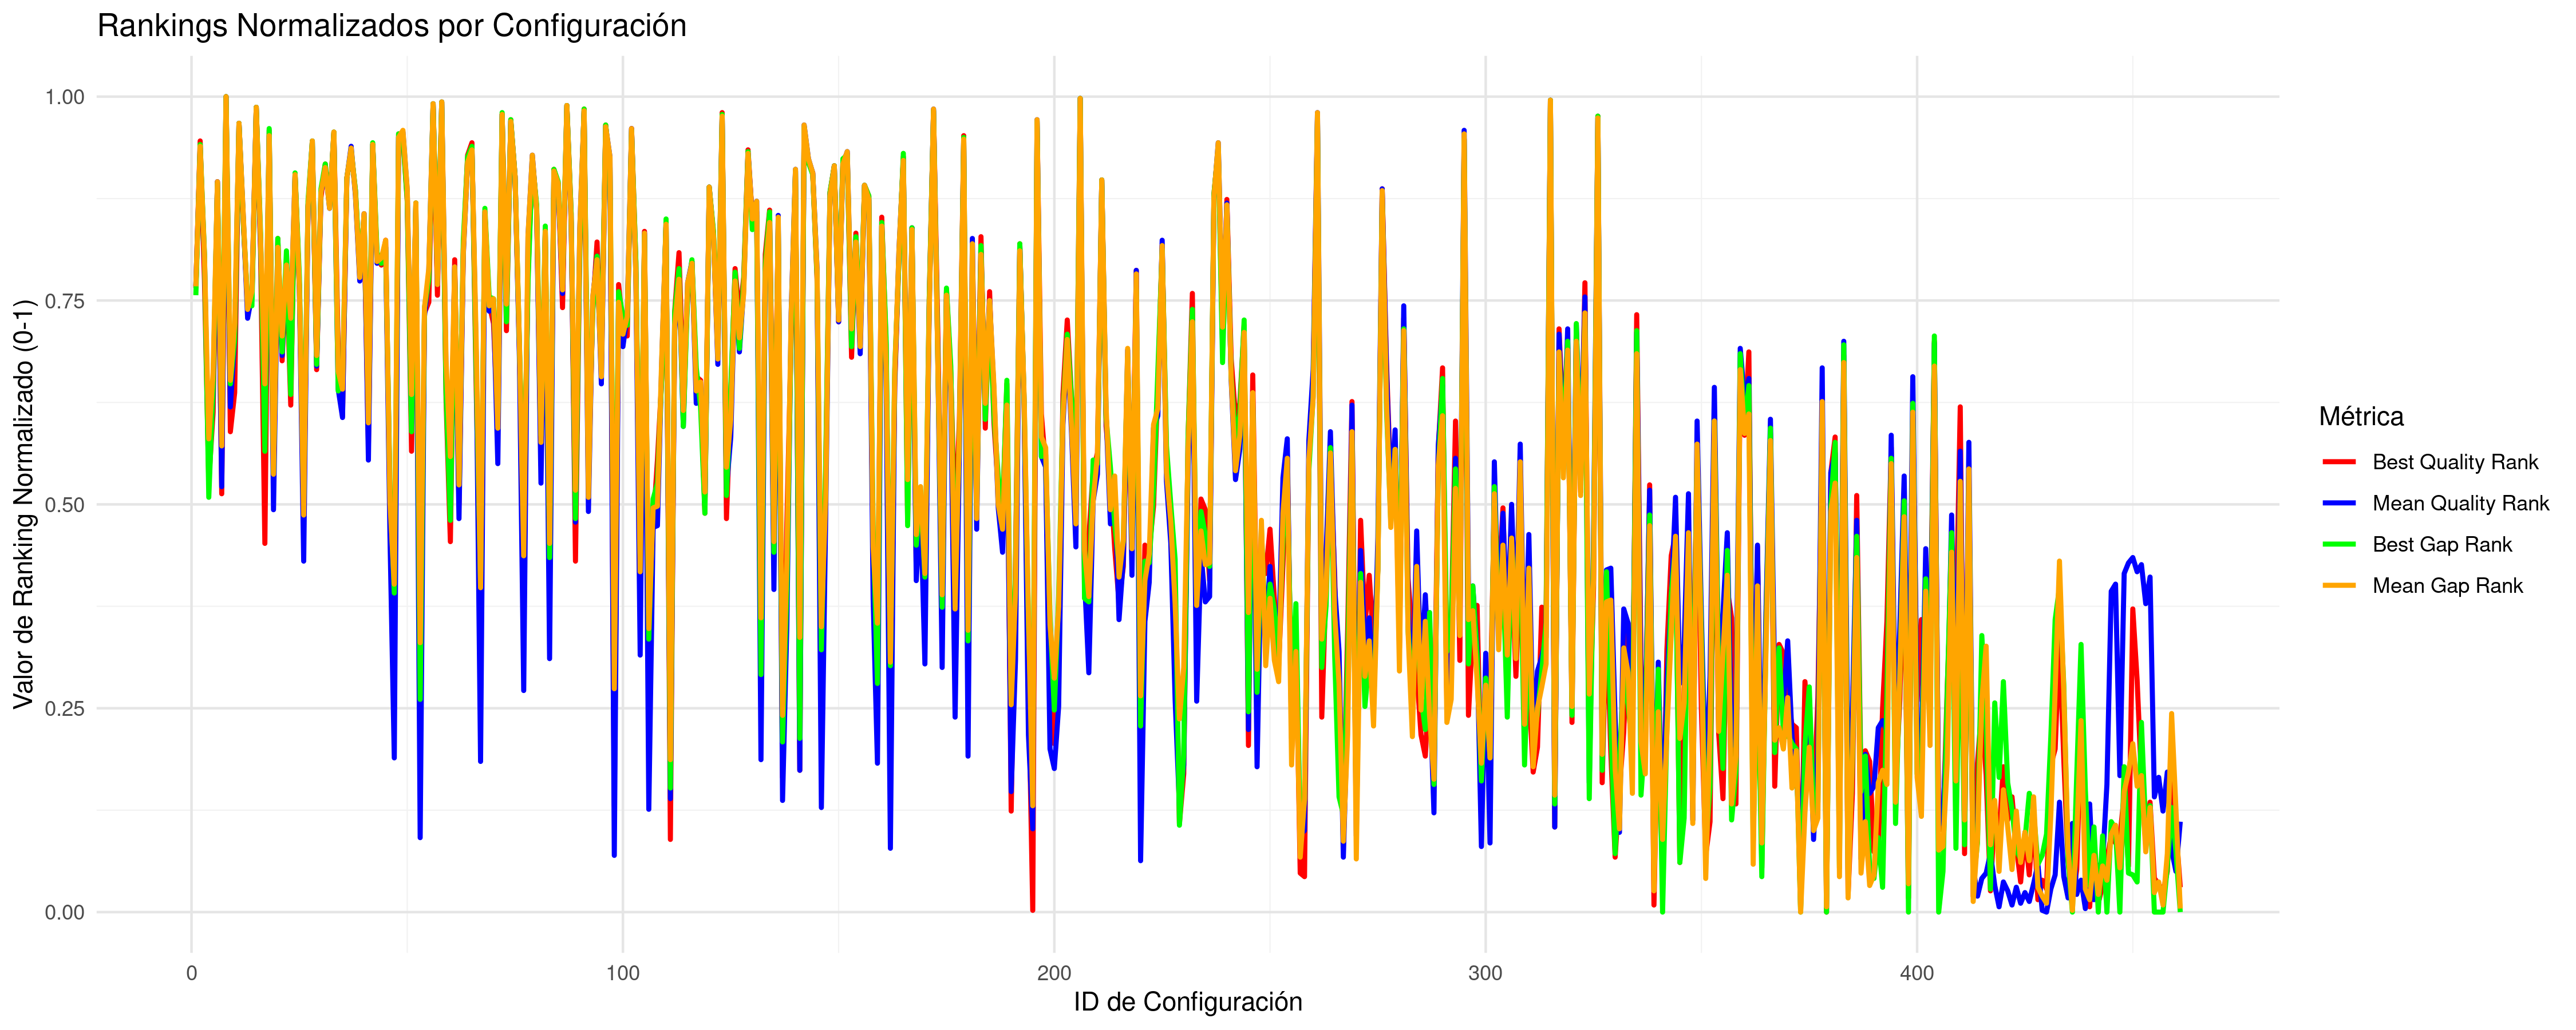 Rankings Normalizados por Configuración
Valor de Ranking Normalizado (0-1)
1.00
0.75
0.50
0.25
0.00
0
100
200
300
400
ID de Configuración
Métrica
Best Quality Rank
Mean Quality Rank
Best Gap Rank
Mean Gap Rank